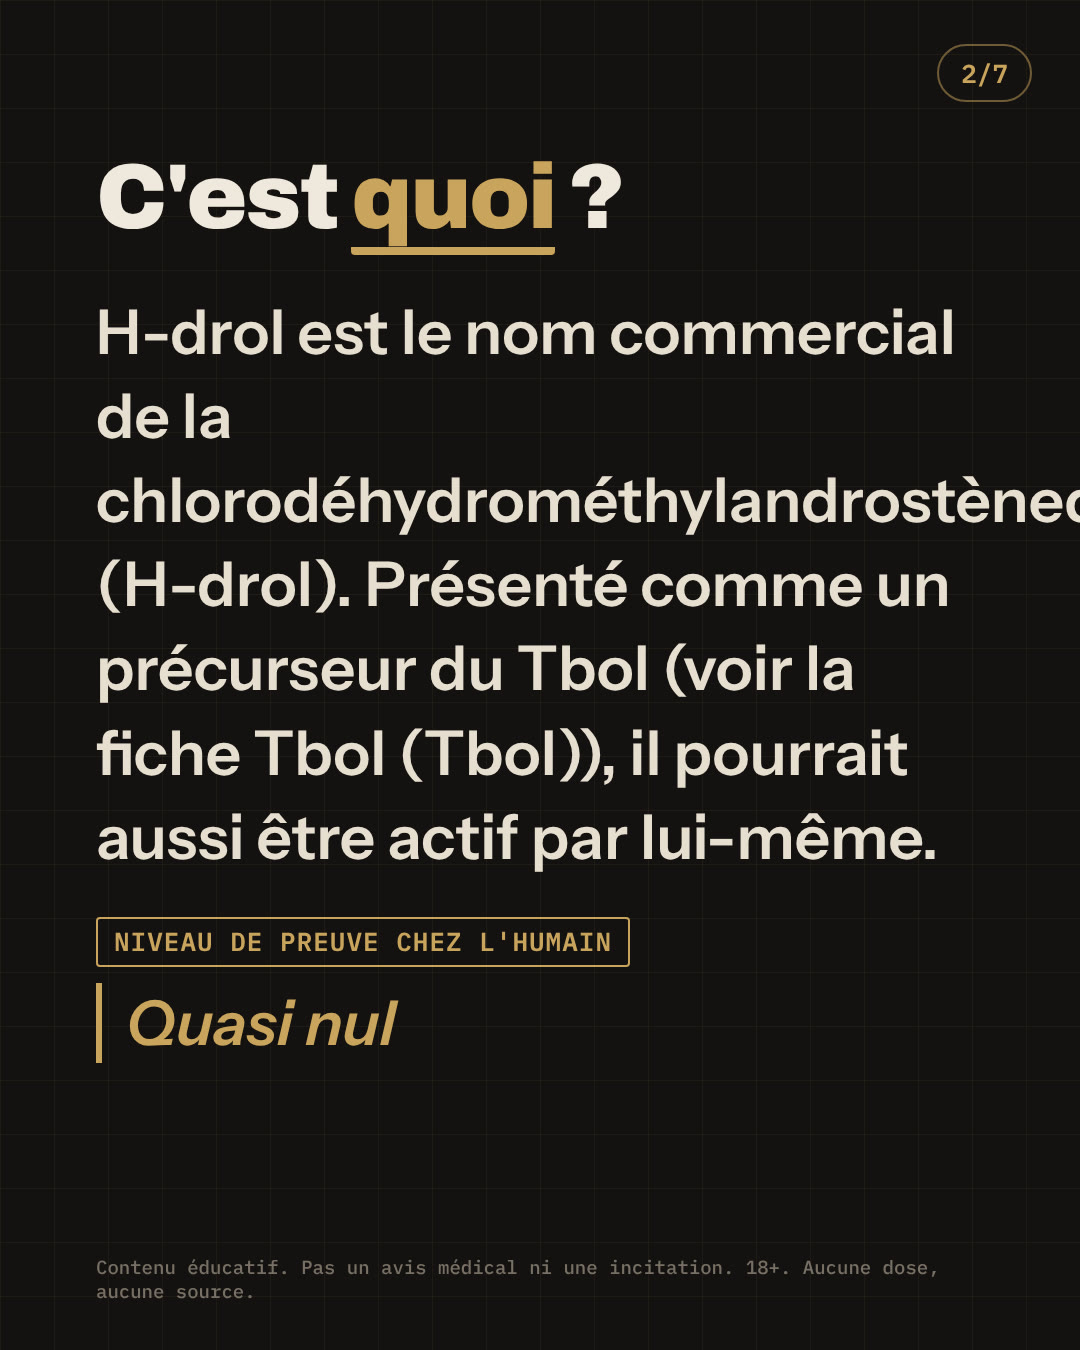 2/7
C'est quoi ?
H-drol est le nom commercial
de la
chlorodéhydrométhylandrostèned
(H-drol). Présenté comme un
précurseur du Tbol (voir la
fiche Tbol (Tbol)), il pourrait
aussi être actif par lui-même.
NIVEAU DE PREUVE CHEZ L'HUMAIN
Quasi nul
Contenu éducatif. Pas un avis médical ni une incitation. 18+. Aucune dose,
aucune source.